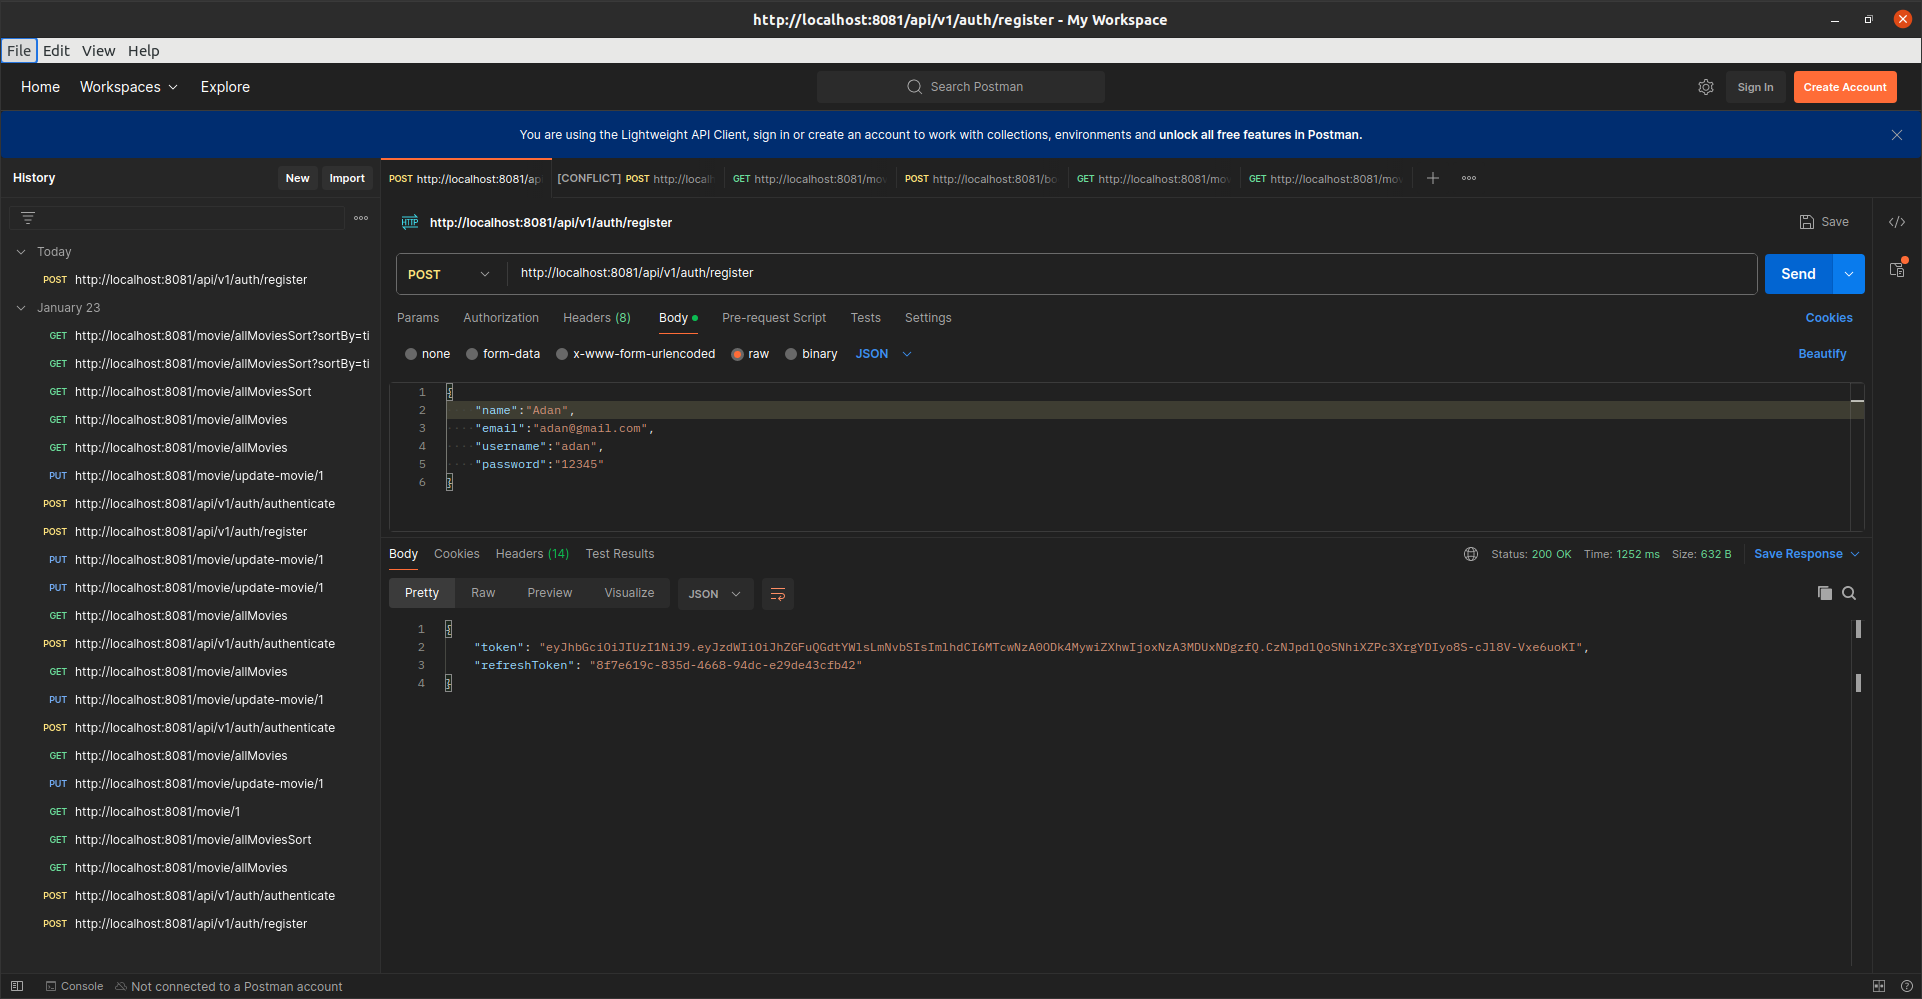 http://localhost:8081/api/v1/auth/register - My Workspace
File Edit View Help
Home Workspaces Explore Search Postman Sign In Create Account
You are using the Lightweight API Client, sign in or create an account to work with collections, environments and unlock all free features in Postman.
History New Import
POST http://localhost:8081/ap [CONFLICT] POST http://local GET http://localhost:8081/mov POST http://localhost:8081/bo GET http://localhost:8081/mov GET http://localhost:8081/mov
HTTP http://localhost:8081/api/v1/auth/register Save
Today
POST http://localhost:8081/api/v1/auth/register
January 23
GET http://localhost:8081/movie/allMoviesSort?sortBy=ti
GET http://localhost:8081/movie/allMoviesSort?sortBy=ti
GET http://localhost:8081/movie/allMoviesSort
GET http://localhost:8081/movie/allMovies
GET http://localhost:8081/movie/allMovies
PUT http://localhost:8081/movie/update-movie/1
POST http://localhost:8081/api/v1/auth/authenticate
POST http://localhost:8081/api/v1/auth/register
PUT http://localhost:8081/movie/update-movie/1
PUT http://localhost:8081/movie/update-movie/1
GET http://localhost:8081/movie/allMovies
POST http://localhost:8081/api/v1/auth/authenticate
GET http://localhost:8081/movie/allMovies
PUT http://localhost:8081/movie/update-movie/1
POST http://localhost:8081/api/v1/auth/authenticate
GET http://localhost:8081/movie/allMovies
PUT http://localhost:8081/movie/update-movie/1
GET http://localhost:8081/movie/1
GET http://localhost:8081/movie/allMoviesSort
GET http://localhost:8081/movie/allMovies
POST http://localhost:8081/api/v1/auth/authenticate
POST http://localhost:8081/api/v1/auth/register
POST http://localhost:8081/api/v1/auth/register Send
Params Authorization Headers (8) Body Pre-request Script Tests Settings Cookies
none form-data x-www-form-urlencoded raw binary JSON Beautify
1 {
2 "name":"Adan",
3 "email":"adan@gmail.com",
4 "username":"adan",
5 "password":"12345"
6 }
Body Cookies Headers (14) Test Results Status: 200 OK Time: 1252 ms Size: 632 B Save Response
Pretty Raw Preview Visualize JSON
1 {
2 "token": "eyJhbGciOiJIUzI1NiJ9.eyJzdWIiOiJhZGFuQGdtYWlsLmNvbSIsImlhdCI6MTcwNzA0ODk4MywiZXhwIjoxNzA3MDUxNDgzfQ.CzNJpdlQoSNhiXZPc3XrgYDIyo8S-cJl8V-Vxe6uoKI",
3 "refreshToken": "8f7e619c-835d-4668-94dc-e29de43cfb42"
4 }
Console Not connected to a Postman account